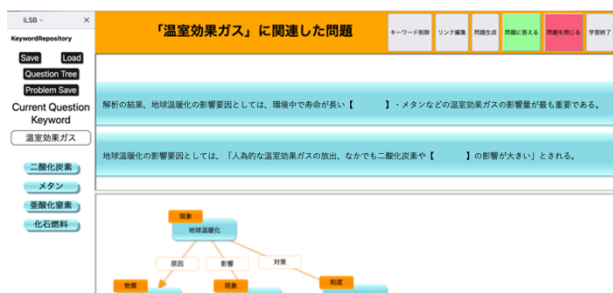 iLSB
×
KeywordRepository
Save Load
Question Tree
Problem Save
Current Question
Keyword
温室効果ガス
二酸化炭素
メタン
亜酸化窒素
化石燃料
「温室効果ガス」に関連した問題
キーワード削除 リンク編集 問題生成 問題に答える 問題を閉じる 学習終了
解析の結果、地球温暖化の影響要因としては、環境中で寿命が長い【　　　】・メタンなどの温室効果ガスの影響量が最も重要である。
地球温暖化の影響要因としては、「人為的な温室効果ガスの放出、なかでも二酸化炭素や【　　　】の影響が大きい」とされる。
現象
地球温暖化
原因 影響 対策
物質 現象 制度